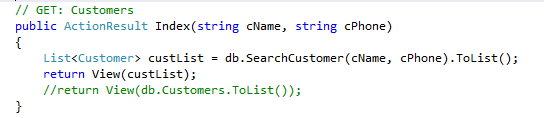 // GET: Customers
public ActionResult Index(string cName, string cPhone)
{
List<Customer> custList = db.SearchCustomer(cName, cPhone).ToList();
return View(custList);
//return View(db.Customers.ToList());
}